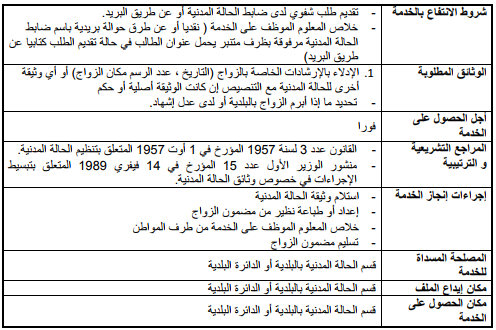 شروط الانتفاع بالخدمة
- تقديم طلب شفوي لدى ضابط الحالة المدنية أو عن طريق البريد.
- خلاص المعلوم الموظف على الخدمة ( نقديا أو عن طرق حوالة بريدية باسم ضابط
الحالة المدنية مرفوقة بظرف متنبر يحمل عنوان الطالب في حالة تقديم الطلب كتابيا عن
طريق البريد)
الوثائق المطلوبة
1. الإدلاء بالإرشادات الخاصة بالزواج (التاريخ ، عدد الرسم مكان الزواج) أو أي وثيقة
أخرى للحالة المدنية مع التنصيص إن كانت الوثيقة أصلية أو حكم
- تحديد ما إذا أبرم الزواج بالبلدية أو لدى عدل إشهاد.
أجل الحصول على
الخدمة
فورا
المراجع التشريعية
و الترتيبية
- القانون عدد 3 لسنة 1957 المؤرخ في 1 أوت 1957 المتعلق بتنظيم الحالة المدنية.
- منشور الوزير الأول عدد 15 المؤرخ في 14 فيفري 1989 المتعلق بتبسيط
الإجراءات في خصوص وثائق الحالة المدنية.
إجراءات إنجاز الخدمة
- استلام وثيقة الحالة المدنية
- إعداد أو طباعة نظير من مضمون الزواج
- خلاص المعلوم الموظف على الخدمة من طرف المواطن
- تسليم مضمون الزواج
المصلحة المسداة
للخدمة
قسم الحالة المدنية بالبلدية أو الدائرة البلدية
مكان إيداع الملف
قسم الحالة المدنية بالبلدية أو الدائرة البلدية
مكان الحصول على
الخدمة
قسم الحالة المدنية بالبلدية أو الدائرة البلدية